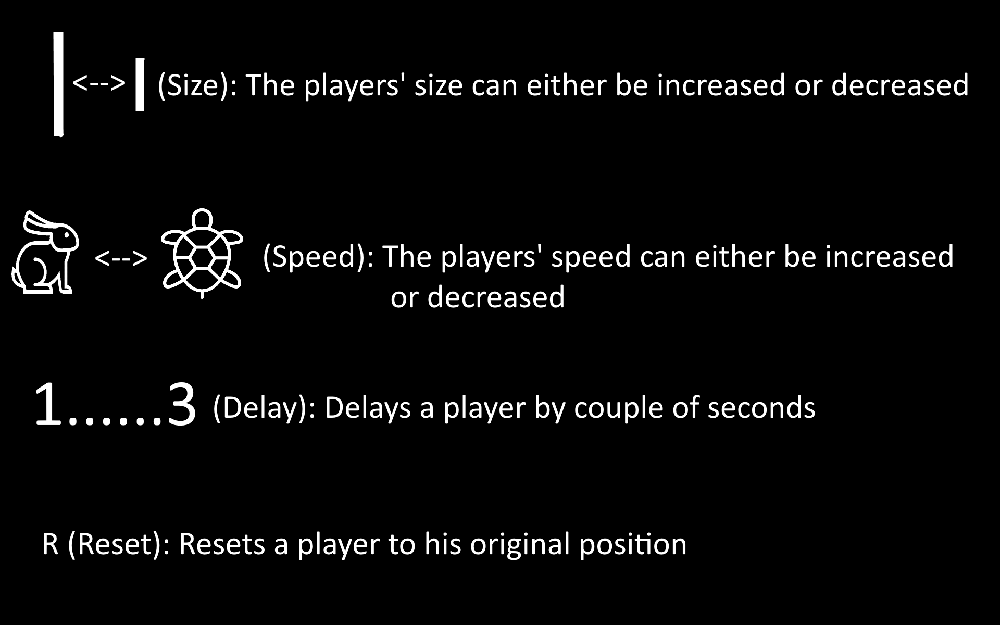 <--> (Size): The players' size can either be increased or decreased
<--> (Speed): The players' speed can either be increased
or decreased
1......3 (Delay): Delays a player by couple of seconds
R (Reset): Resets a player to his original position